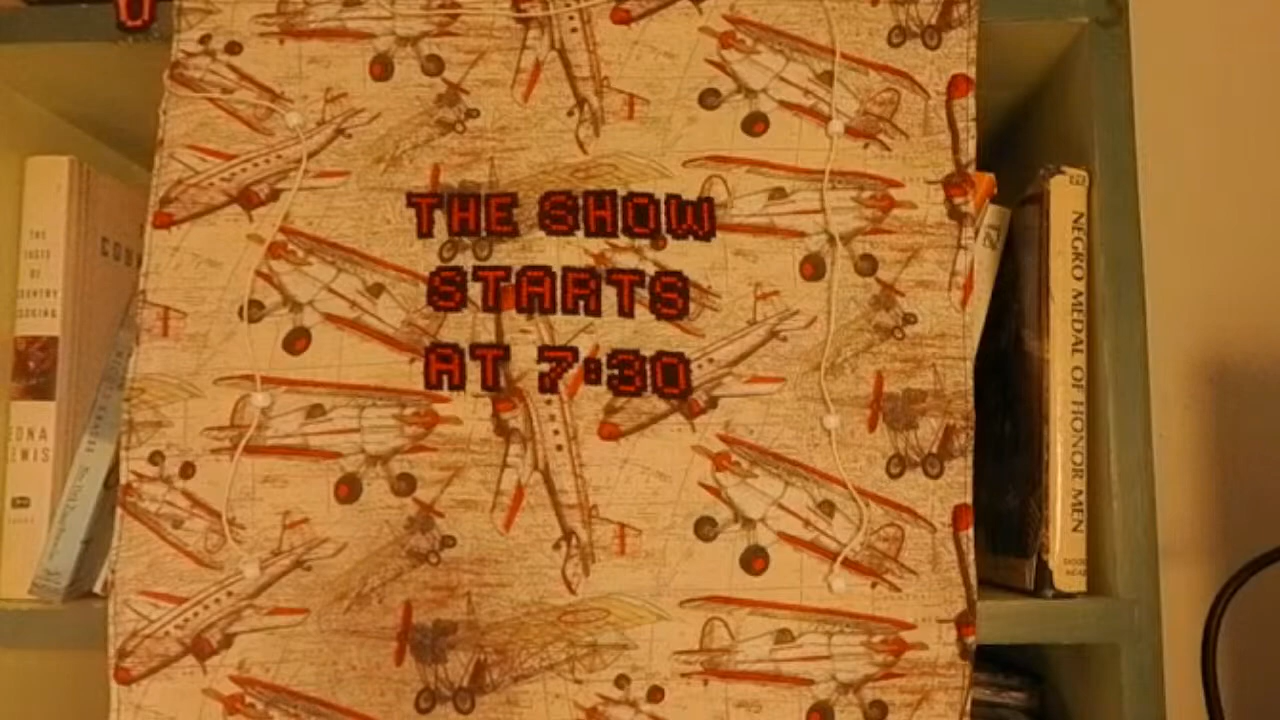 THE SHOW
STARTS
AT 7:30
THE
TASTE
OF
COUNTRY
COOKING
EDNA
LEWIS
NEGRO MEDAL OF HONOR MEN